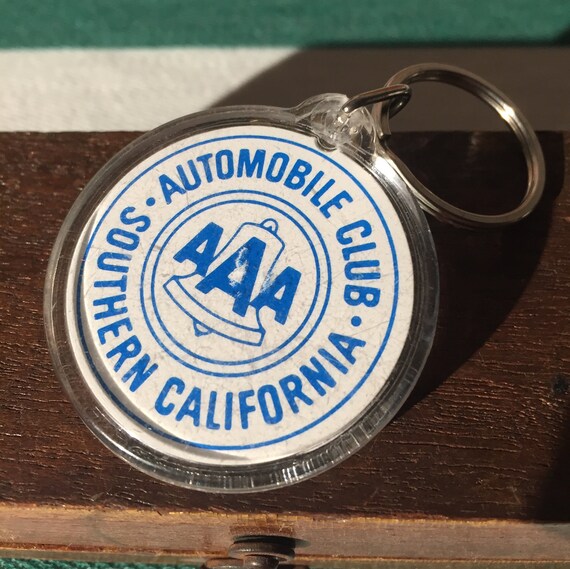 AUTOMOBILE CLUB ·
SOUTHERN CALIFORNIA ·
AAA